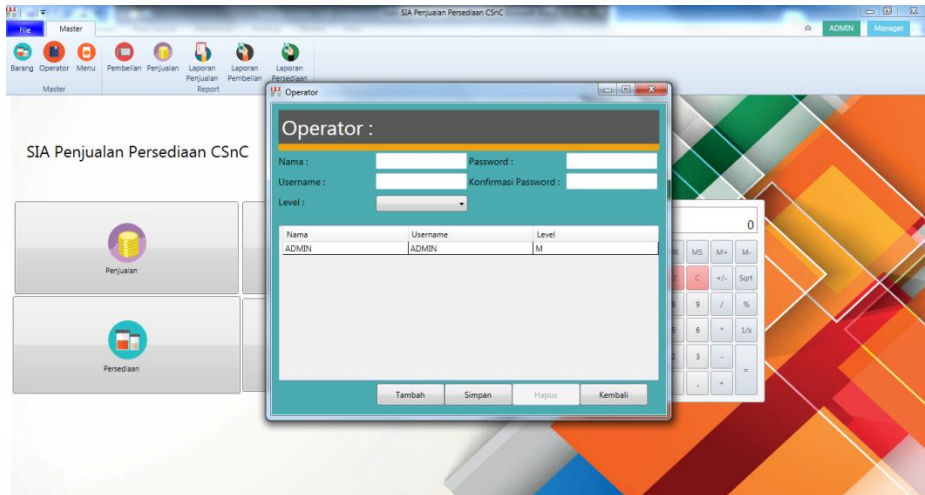 SIA Penjualan Persediaan CSnC
File Master ADMIN Manager
Barang Operator Menu Pembelian Penjualan Laporan Penjualan Laporan Pembelian Laporan Persediaan
Master Report
Operator
Operator :
SIA Penjualan Persediaan CSnC
Nama : Password :
Username : Konfirmasi Password :
Level :
Nama Username Level
ADMIN ADMIN M
Penjualan
Persediaan
Tambah Simpan Hapus Kembali
0
MS M+ M-
C +/- Sqrt
9 / %
6 * 1/x
3 - =
. +